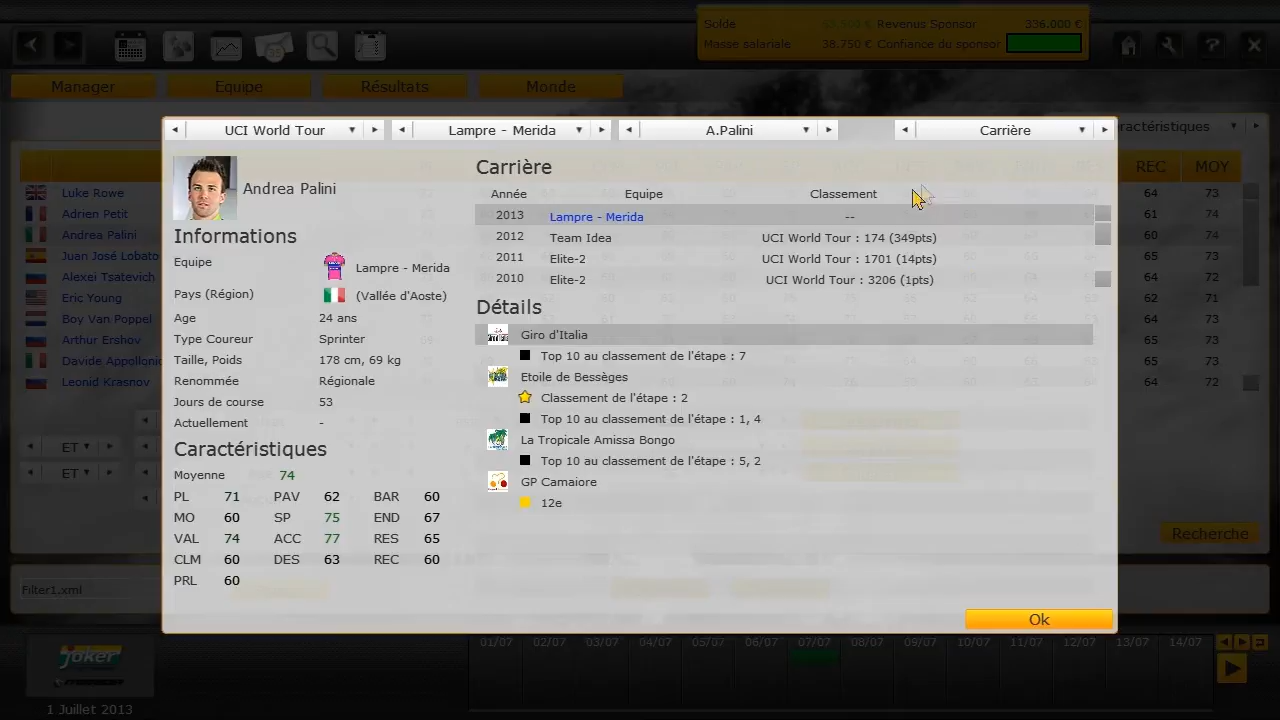 Solde 53.500 € Revenus Sponsor 336.000 €
Masse salariale 38.750 € Confiance du sponsor
Manager Equipe Résultats Monde
UCI World Tour Lampre - Merida A.Palini Carrière
ractéristiques
REC MOY
Luke Rowe 64 73
Adrien Petit 61 74
Andrea Palini 60 74
Juan José Lobato 65 74
Alexei Tsatevich 64 72
Eric Young 62 71
Boy Van Poppel 64 73
Arthur Ershov 64 73
Davide Appollonio 65 73
Leonid Krasnov 64 72
ET
ET
Recherche
Filter1.xml
Andrea Palini
Informations
Equipe Lampre - Merida
Pays (Région) (Vallée d'Aoste)
Age 24 ans
Type Coureur Sprinter
Taille, Poids 178 cm, 69 kg
Renommée Régionale
Jours de course 53
Actuellement -
Caractéristiques
Moyenne 74
PL 71 PAV 62 BAR 60
MO 60 SP 75 END 67
VAL 74 ACC 77 RES 65
CLM 60 DES 63 REC 60
PRL 60
Carrière
Année Equipe Classement
2013 Lampre - Merida --
2012 Team Idea UCI World Tour : 174 (349pts)
2011 Elite-2 UCI World Tour : 1701 (14pts)
2010 Elite-2 UCI World Tour : 3206 (1pts)
Détails
Giro d'Italia
Top 10 au classement de l'étape : 7
Etoile de Bessèges
Classement de l'étape : 2
Top 10 au classement de l'étape : 1, 4
La Tropicale Amissa Bongo
Top 10 au classement de l'étape : 5, 2
GP Camaiore
12e
Ok
01/07 02/07 03/07 04/07 05/07 06/07 07/07 08/07 09/07 10/07 11/07 12/07 13/07 14/07
joker
1 Juillet 2013